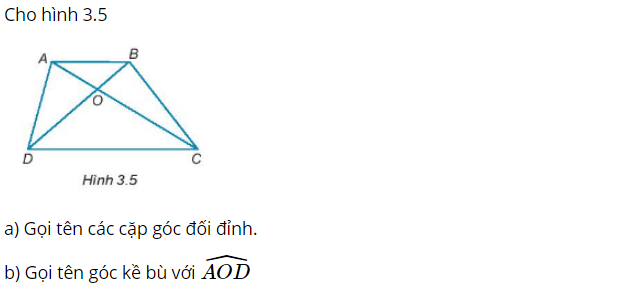 Cho hình 3.5
A
B
O
D
C
Hình 3.5
a) Gọi tên các cặp góc đối đỉnh.
b) Gọi tên góc kề bù với $\widehat{AOD}$